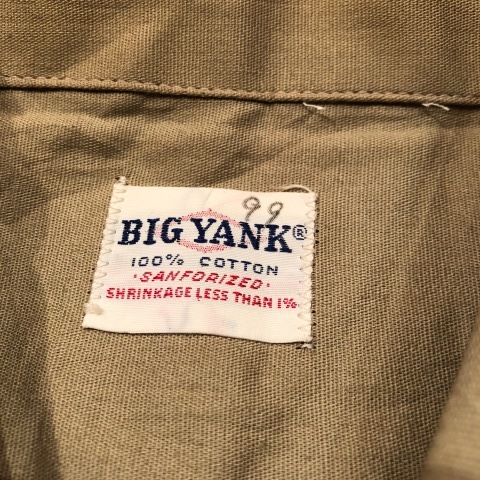 99
BIG YANK®
100% COTTON
·SANFORIZED·
SHRINKAGE LESS THAN 1%